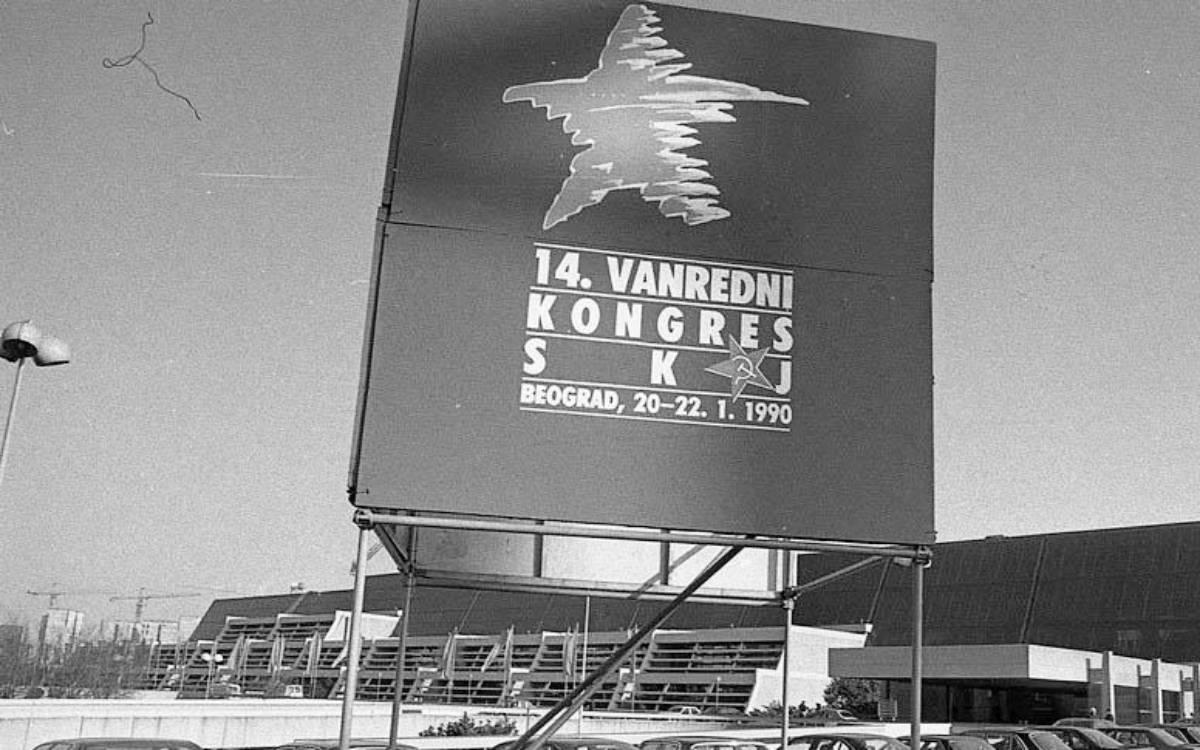 14. VANREDNI
KONGRES
S K J
BEOGRAD, 20–22. 1. 1990